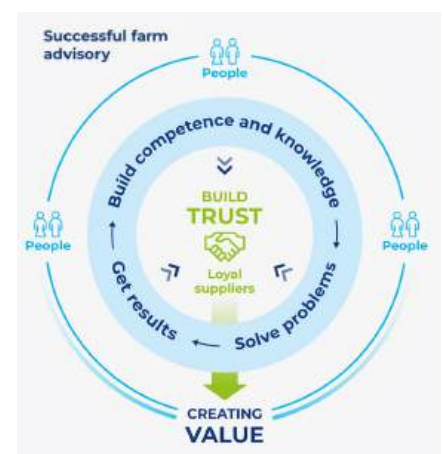 Successful farm
advisory
People
Build competence and knowledge
BUILD
TRUST
People
People
Loyal
suppliers
Get results
Solve problems
CREATING
VALUE